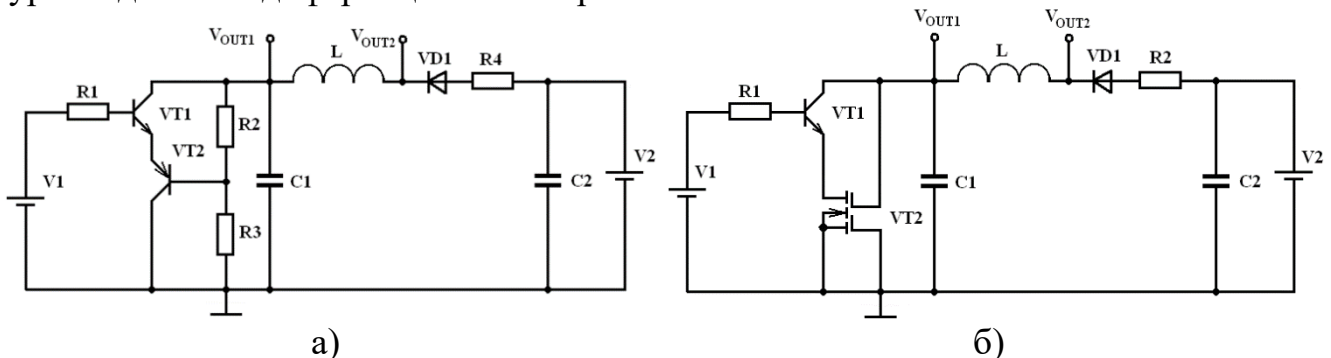 V_OUT1
V_OUT2
L
VD1
R4
R1
VT1
R2
VT2
V1
C1
C2
V2
R3
а)
V_OUT1
V_OUT2
L
VD1
R2
R1
VT1
V1
C1
C2
V2
VT2
б)